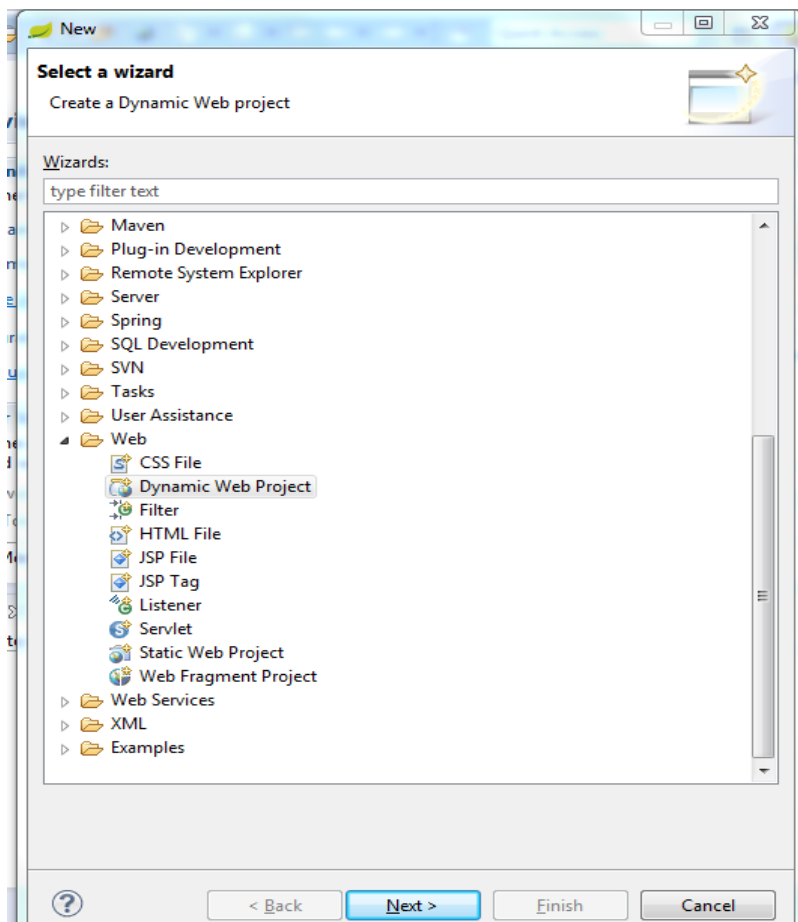 New
Select a wizard
Create a Dynamic Web project
Wizards:
type filter text
Maven
Plug-in Development
Remote System Explorer
Server
Spring
SQL Development
SVN
Tasks
User Assistance
Web
CSS File
Dynamic Web Project
Filter
HTML File
JSP File
JSP Tag
Listener
Servlet
Static Web Project
Web Fragment Project
Web Services
XML
Examples
< Back
Next >
Finish
Cancel